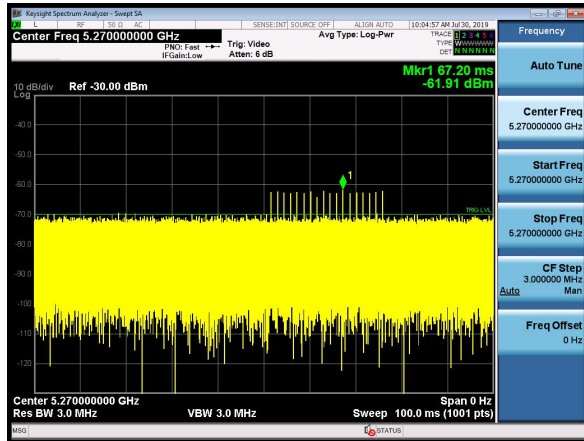 Keysight Spectrum Analyzer - Swept SA
LXI L RF 50 Ω AC SENSE:INT SOURCE OFF ALIGN AUTO 10:04:57 AM Jul 30, 2019
Center Freq 5.270000000 GHz
PNO: Fast
IFGain:Low
Trig: Video
Atten: 6 dB
Avg Type: Log-Pwr
TRACE 1 2 3 4 5 6
TYPE WWWWWW
DET N N N N N N
Mkr1 67.20 ms
-61.91 dBm
10 dB/div Ref -30.00 dBm
Log
-40.0
-50.0
-60.0
-70.0
-80.0
-90.0
-100
-110
-120
1
TRIG LVL
Center 5.270000000 GHz
Span 0 Hz
Res BW 3.0 MHz
VBW 3.0 MHz
Sweep 100.0 ms (1001 pts)
MSG
STATUS
Frequency
Auto Tune
Center Freq
5.270000000 GHz
Start Freq
5.270000000 GHz
Stop Freq
5.270000000 GHz
CF Step
3.000000 MHz
Auto Man
Freq Offset
0 Hz